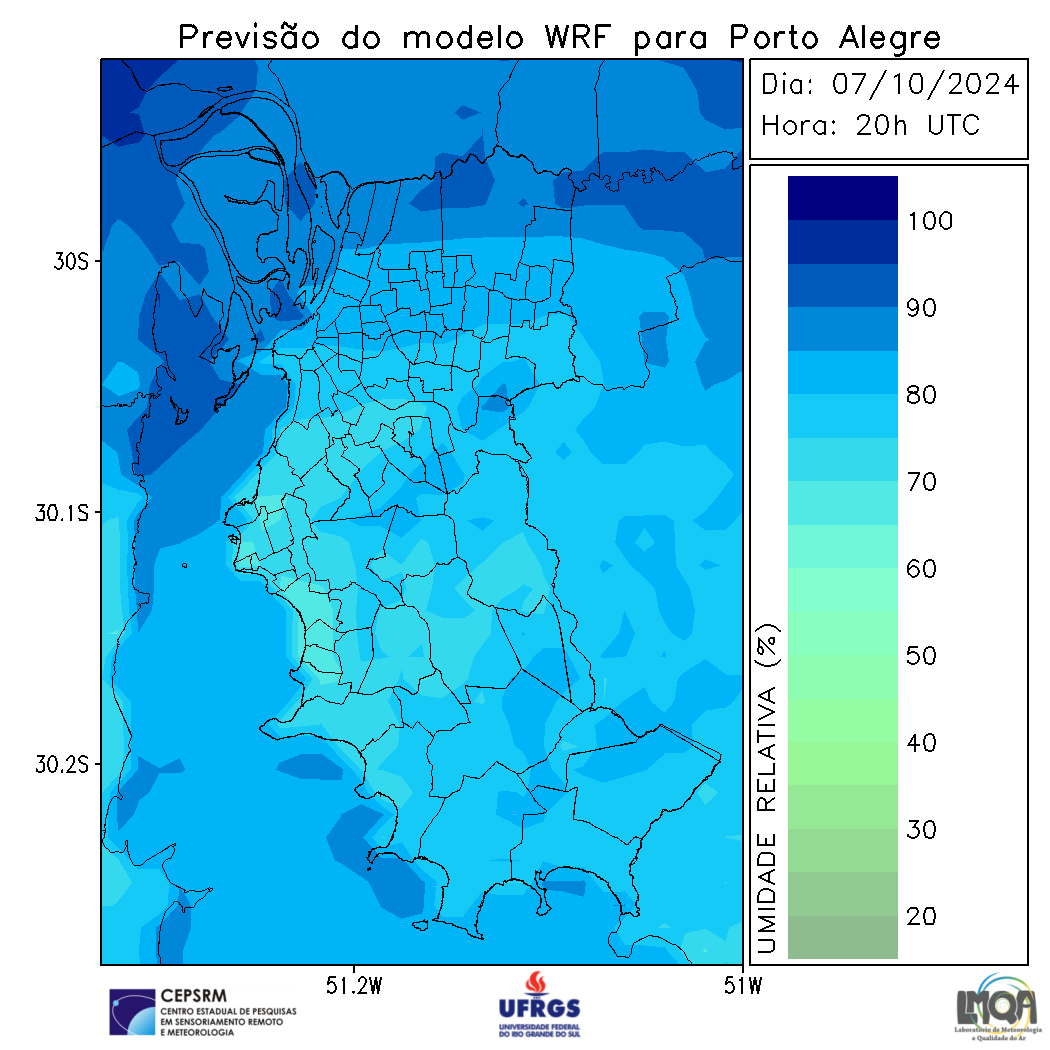 Previsão do modelo WRF para Porto Alegre
Dia: 07/10/2024
Hora: 20h UTC
30S
30.1S
30.2S
51.2W
51W
100
90
80
70
60
50
40
30
20
UMIDADE RELATIVA (%)
CEPSRM
CENTRO ESTADUAL DE PESQUISAS
EM SENSORIAMENTO REMOTO
E METEOROLOGIA
UFRGS
UNIVERSIDADE FEDERAL
DO RIO GRANDE DO SUL
LMQA
Laboratório de Meteorologia
e Qualidade do Ar